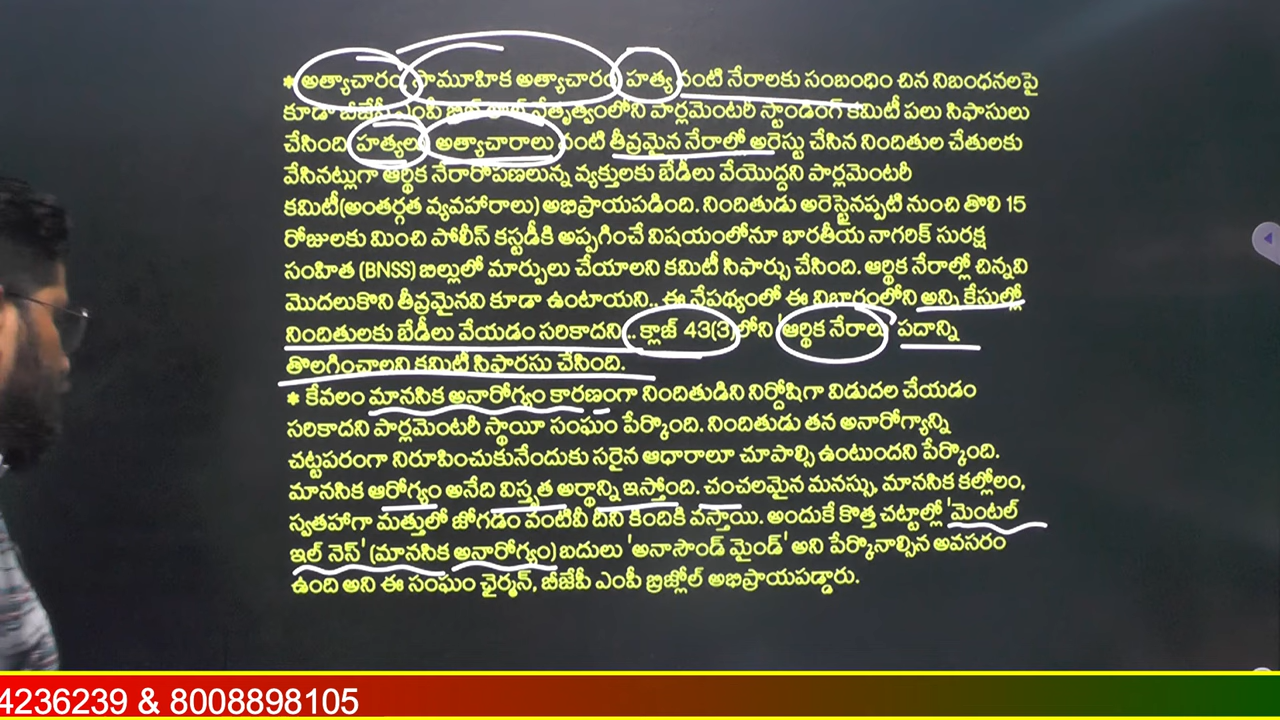 * అత్యాచారం సామూహిక అత్యాచారం హత్య వంటి నేరాలకు సంబంధిం చిన నిబంధనలపై
కూడా బీజేపీ ఎంపీ నేతృత్వంలోని పార్లమెంటరీ స్టాండింగ్ కమిటీ పలు సిఫాసులు
చేసింది హత్యలు అత్యాచారాలు వంటి తీవ్రమైన నేరాల్లో అరెస్టు చేసిన నిందితుల చేతులకు
వేసినట్లుగా ఆర్థిక నేరారోపణలున్న వ్యక్తులకు బేడీలు వేయొద్దని పార్లమెంటరీ
కమిటీ(అంతర్గత వ్యవహారాలు) అభిప్రాయపడింది. నిందితుడు అరెస్టైనప్పటి నుంచి తొలి 15
రోజులకు మించి పోలీస్ కస్టడీకి అప్పగించే విషయంలోనూ భారతీయ నాగరిక్ సురక్ష
సంహిత (BNSS) బిల్లులో మార్పులు చేయాలని కమిటీ సిఫార్సు చేసింది. ఆర్థిక నేరాల్లో చిన్నవి
మొదలుకొని తీవ్రమైనవి కూడా ఉంటాయని.. ఈ నేపథ్యంలో ఈ విభాగంలోని అన్ని కేసుల్లో
నిందితులకు బేడీలు వేయడం సరికాదని.. క్లాజ్ 43(3)లోని 'ఆర్థిక నేరాలు' పదాన్ని
తొలగించాలని కమిటీ సిఫారసు చేసింది.
* కేవలం మానసిక అనారోగ్యం కారణంగా నిందితుడిని నిర్దోషిగా విడుదల చేయడం
సరికాదని పార్లమెంటరీ స్థాయీ సంఘం పేర్కొంది. నిందితుడు తన అనారోగ్యాన్ని
చట్టపరంగా నిరూపించుకునేందుకు సరైన ఆధారాలూ చూపాల్సి ఉంటుందని పేర్కొంది.
మానసిక ఆరోగ్యం అనేది విస్తృత అర్థాన్ని ఇస్తోంది. చంచలమైన మనస్సు, మానసిక కల్లోలం,
స్వతహాగా మత్తులో జోగడం వంటివీ దీని కిందికి వస్తాయి. అందుకే కొత్త చట్టాల్లో 'మెంటల్
ఇల్ నెస్' (మానసిక అనారోగ్యం) బదులు 'అనాసౌండ్ మైండ్' అని పేర్కొనాల్సిన అవసరం
ఉంది అని ఈ సంఘం ఛైర్మన్, బీజేపీ ఎంపీ బ్రిజ్లోల్ అభిప్రాయపడ్డారు.
4236239 & 8008898105